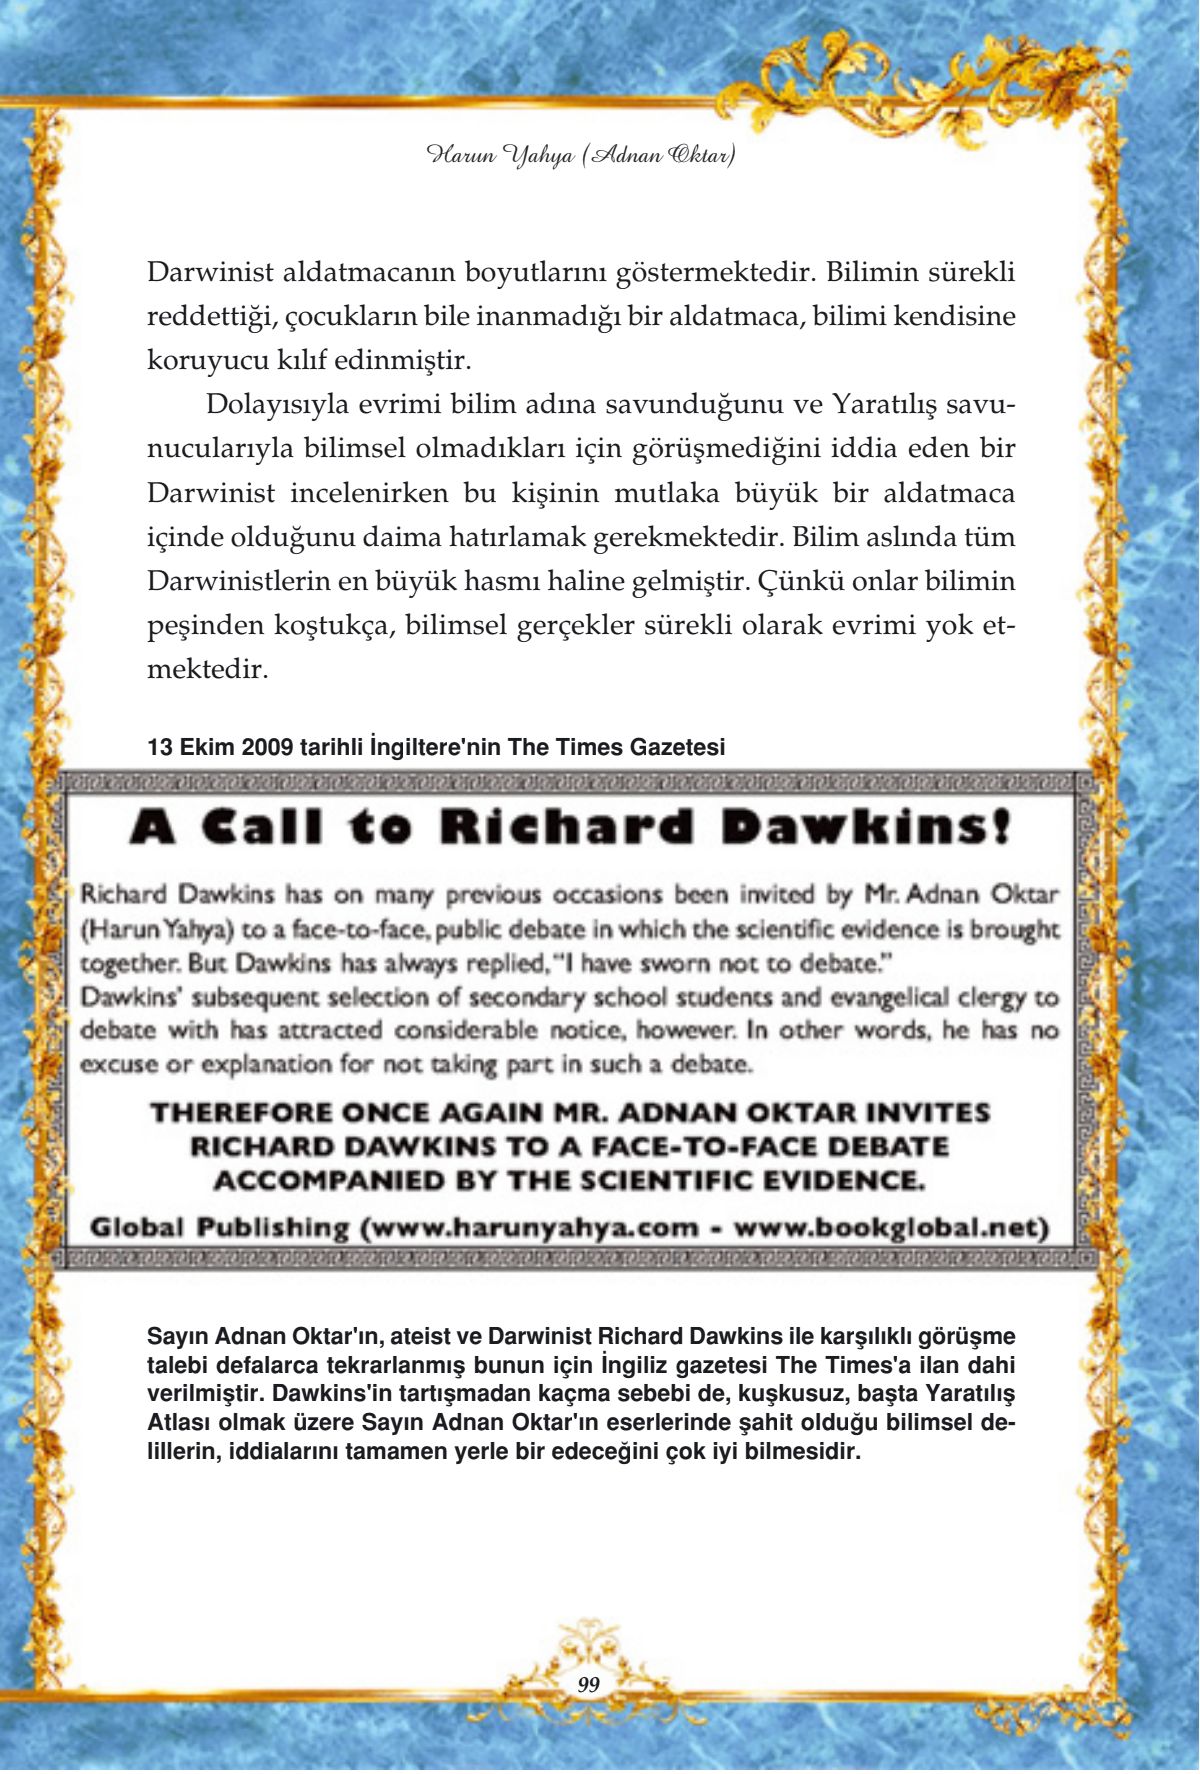 Harun Yahya (Adnan Oktar)
Darwinist aldatmacanın boyutlarını göstermektedir. Bilimin sürekli
reddettiği, çocukların bile inanmadığı bir aldatmaca, bilimi kendisine
koruyucu kılıf edinmiştir.
Dolayısıyla evrimi bilim adına savunduğunu ve Yaratılış savu-
nucularıyla bilimsel olmadıkları için görüşmediğini iddia eden bir
Darwinist incelenirken bu kişinin mutlaka büyük bir aldatmaca
içinde olduğunu daima hatırlamak gerekmektedir. Bilim aslında tüm
Darwinistlerin en büyük hasmı haline gelmiştir. Çünkü onlar bilimin
peşinden koştukça, bilimsel gerçekler sürekli olarak evrimi yok et-
mektedir.
13 Ekim 2009 tarihli İngiltere'nin The Times Gazetesi
A Call to Richard Dawkins!
Richard Dawkins has on many previous occasions been invited by Mr. Adnan Oktar
(Harun Yahya) to a face-to-face, public debate in which the scientific evidence is brought
together. But Dawkins has always replied, “I have sworn not to debate.”
Dawkins’ subsequent selection of secondary school students and evangelical clergy to
debate with has attracted considerable notice, however. In other words, he has no
excuse or explanation for not taking part in such a debate.
THEREFORE ONCE AGAIN MR. ADNAN OKTAR INVITES
RICHARD DAWKINS TO A FACE-TO-FACE DEBATE
ACCOMPANIED BY THE SCIENTIFIC EVIDENCE.
Global Publishing (www.harunyahya.com - www.bookglobal.net)
Sayın Adnan Oktar'ın, ateist ve Darwinist Richard Dawkins ile karşılıklı görüşme
talebi defalarca tekrarlanmış bunun için İngiliz gazetesi The Times'a ilan dahi
verilmiştir. Dawkins'in tartışmadan kaçma sebebi de, kuşkusuz, başta Yaratılış
Atlası olmak üzere Sayın Adnan Oktar'ın eserlerinde şahit olduğu bilimsel de-
lillerin, iddialarını tamamen yerle bir edeceğini çok iyi bilmesidir.
99